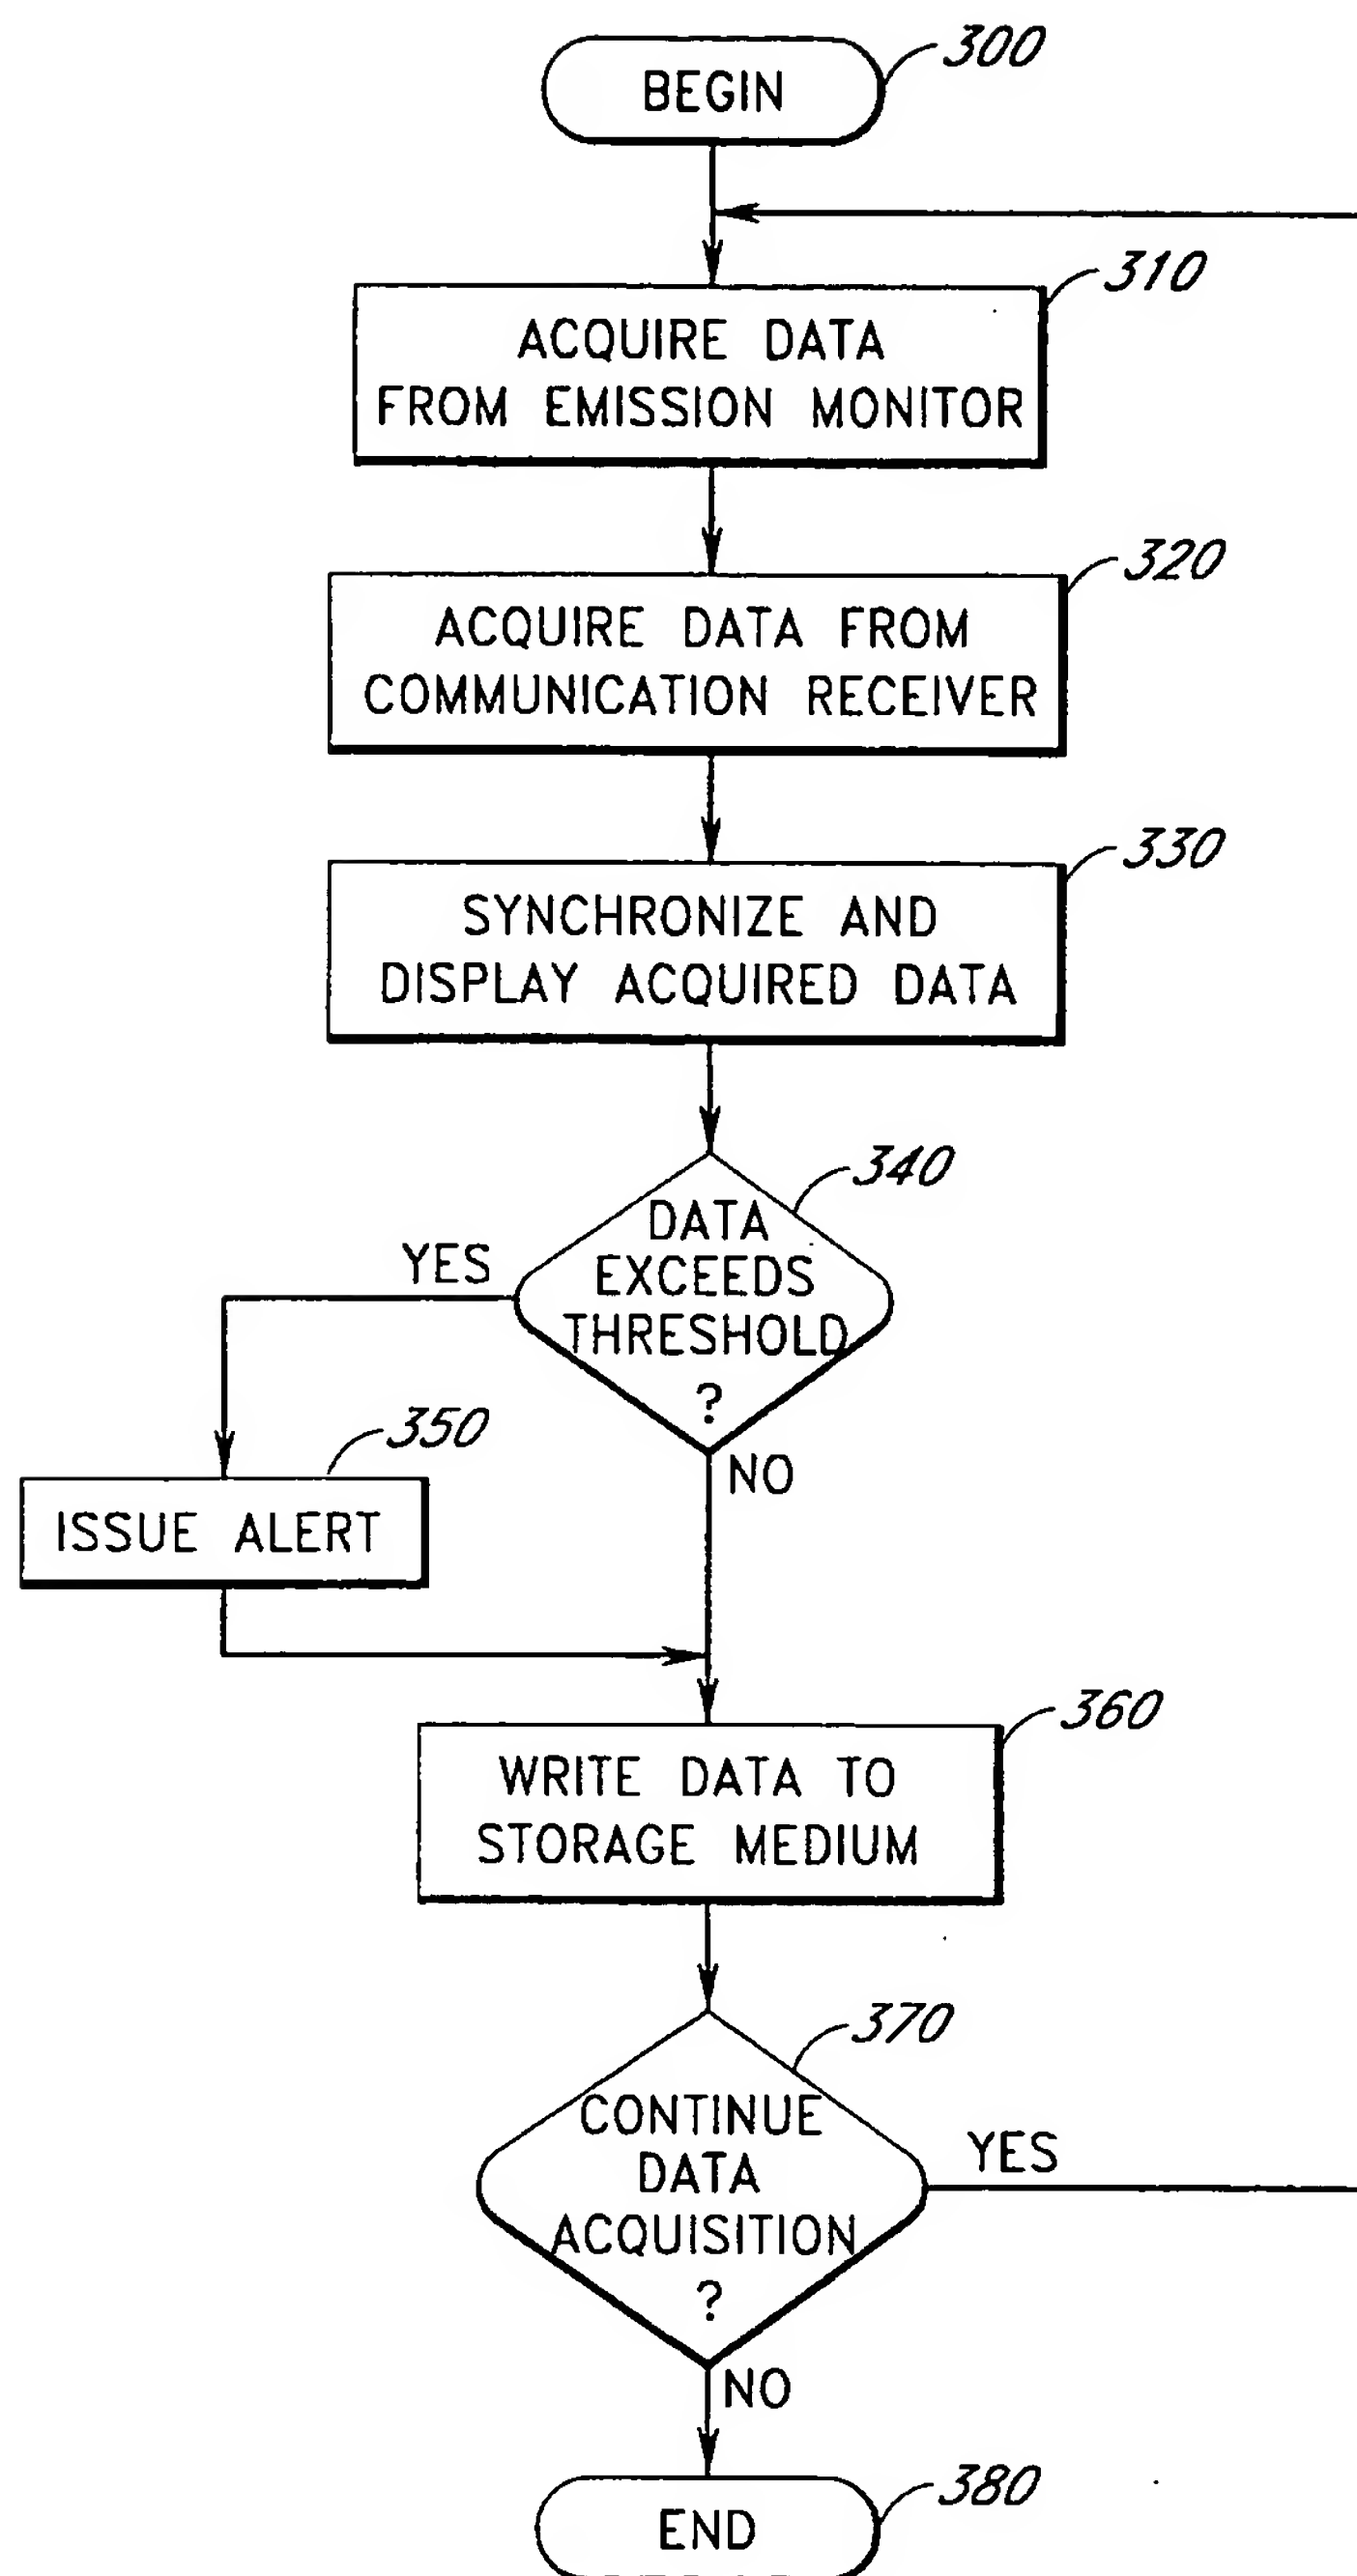 BEGIN
300
310
ACQUIRE DATA
FROM EMISSION MONITOR
320
ACQUIRE DATA FROM
COMMUNICATION RECEIVER
330
SYNCHRONIZE AND
DISPLAY ACQUIRED DATA
340
DATA
EXCEEDS
THRESHOLD
?
YES
NO
350
ISSUE ALERT
360
WRITE DATA TO
STORAGE MEDIUM
370
CONTINUE
DATA
ACQUISITION
?
YES
NO
380
END